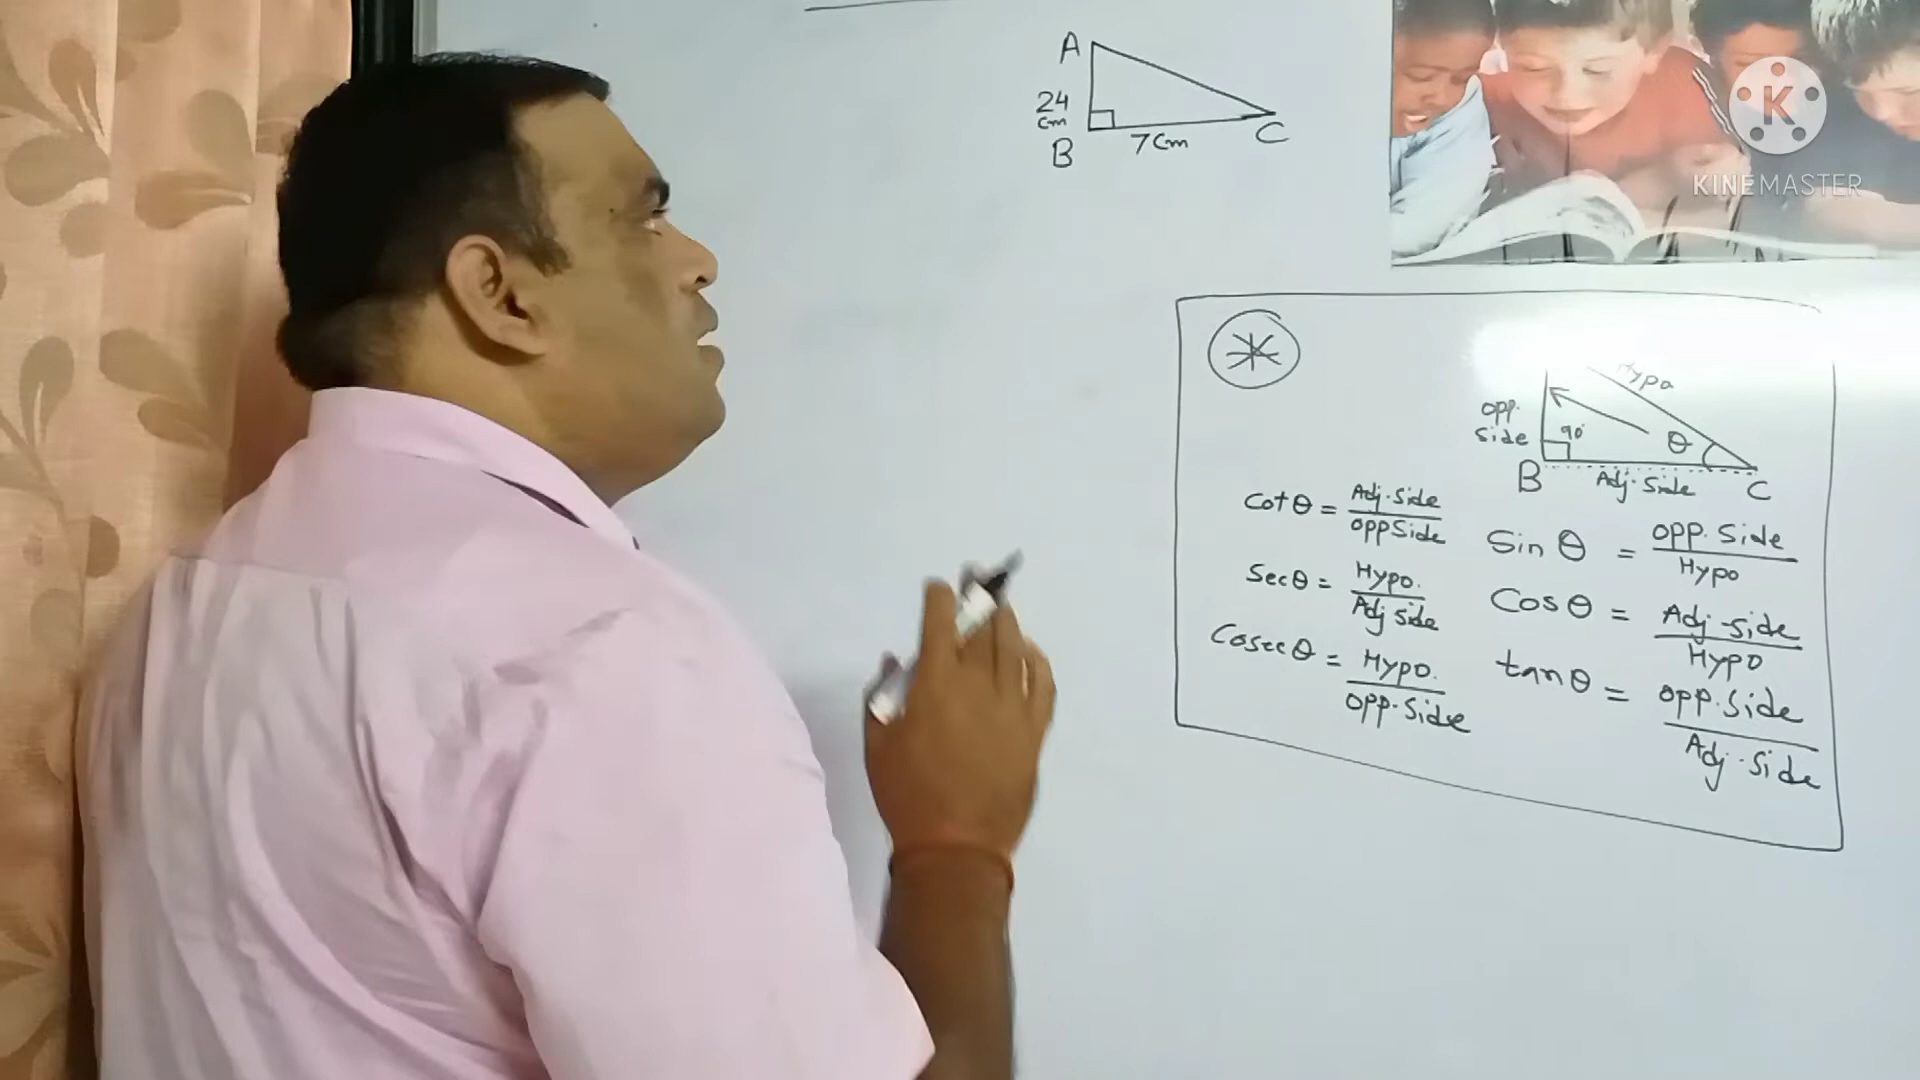 A
24
cm
B
7cm
C
K
KINEMASTER
Hypo
opp.
Side
90°
θ
B
Adj. Side
C
Cot θ = Adj. Side / opp Side
Sin θ = opp. Side / Hypo
Sec θ = Hypo. / Adj Side
Cos θ = Adj - side / Hypo
Cosec θ = Hypo. / opp. Side
tan θ = opp. Side / Adj. Side